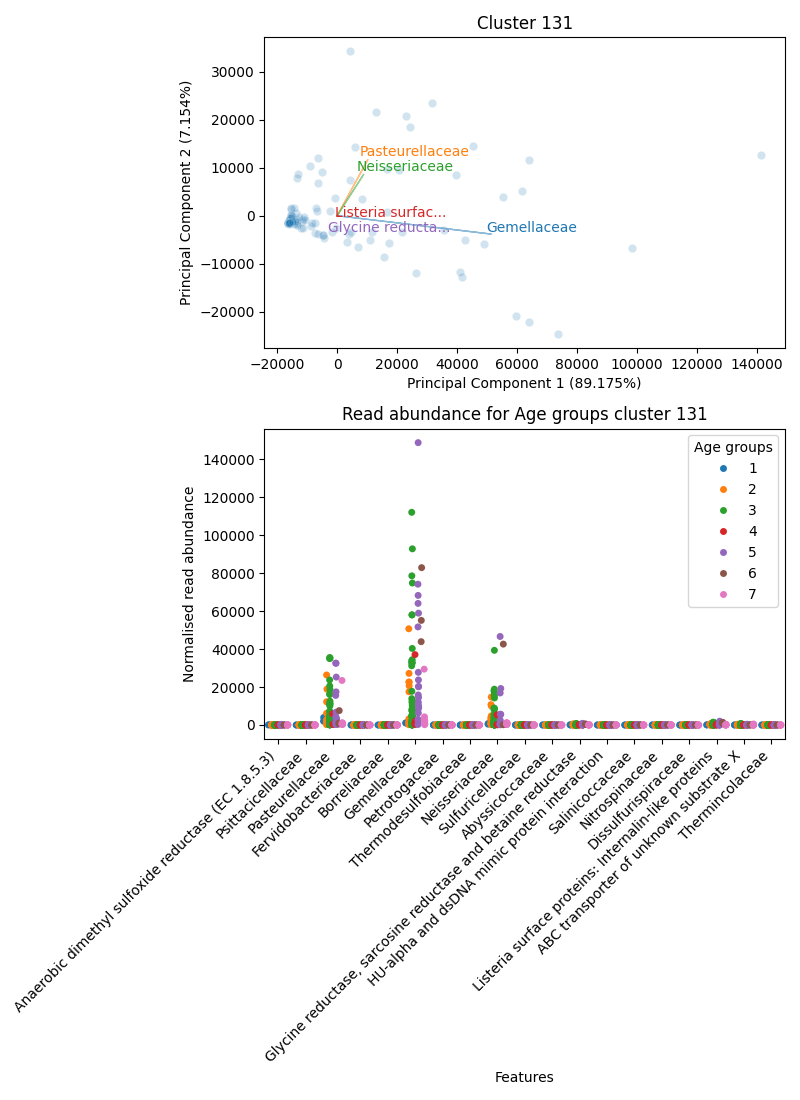 Cluster 131
Principal Component 2 (7.154%)
30000
20000
10000
0
−10000
−20000
Pasteurellaceae
Neisseriaceae
Listeria surfac...
Glycine reducta...
Gemellaceae
−20000 0 20000 40000 60000 80000 100000 120000 140000
Principal Component 1 (89.175%)
Read abundance for Age groups cluster 131
Normalised read abundance
140000
120000
100000
80000
60000
40000
20000
0
Age groups
1
2
3
4
5
6
7
Anaerobic dimethyl sulfoxide reductase (EC 1.8.5.3)
Psittacicellaceae
Pasteurellaceae
Fervidobacteriaceae
Borreliaceae
Gemellaceae
Petrotogaceae
Thermodesulfobiaceae
Neisseriaceae
Sulfuricellaceae
Abyssicoccaceae
Glycine reductase, sarcosine reductase and betaine reductase
HU-alpha and dsDNA mimic protein interaction
Salinicoccaceae
Nitrospinaceae
Dissulfurispiraceae
Listeria surface proteins: Internalin-like proteins
ABC transporter of unknown substrate X
Thermincolaceae
Features